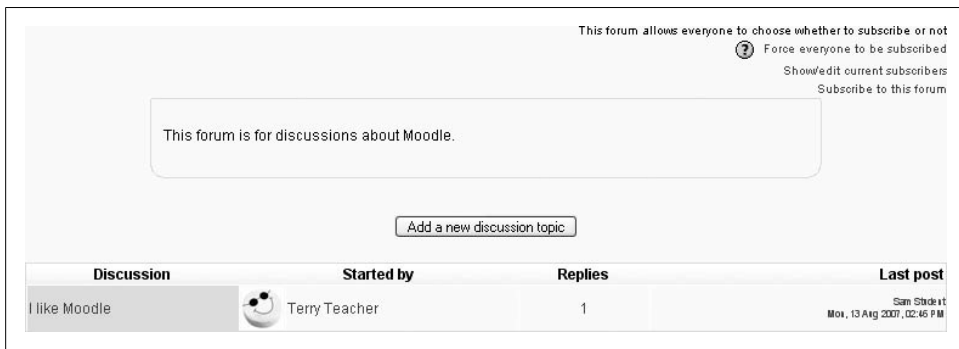 This forum allows everyone to choose whether to subscribe or not
? Force everyone to be subscribed
Show/edit current subscribers
Subscribe to this forum
This forum is for discussions about Moodle.
Add a new discussion topic
Discussion Started by Replies Last post
I like Moodle Terry Teacher 1 Sam Student
Mon, 13 Aug 2007, 02:46 PM